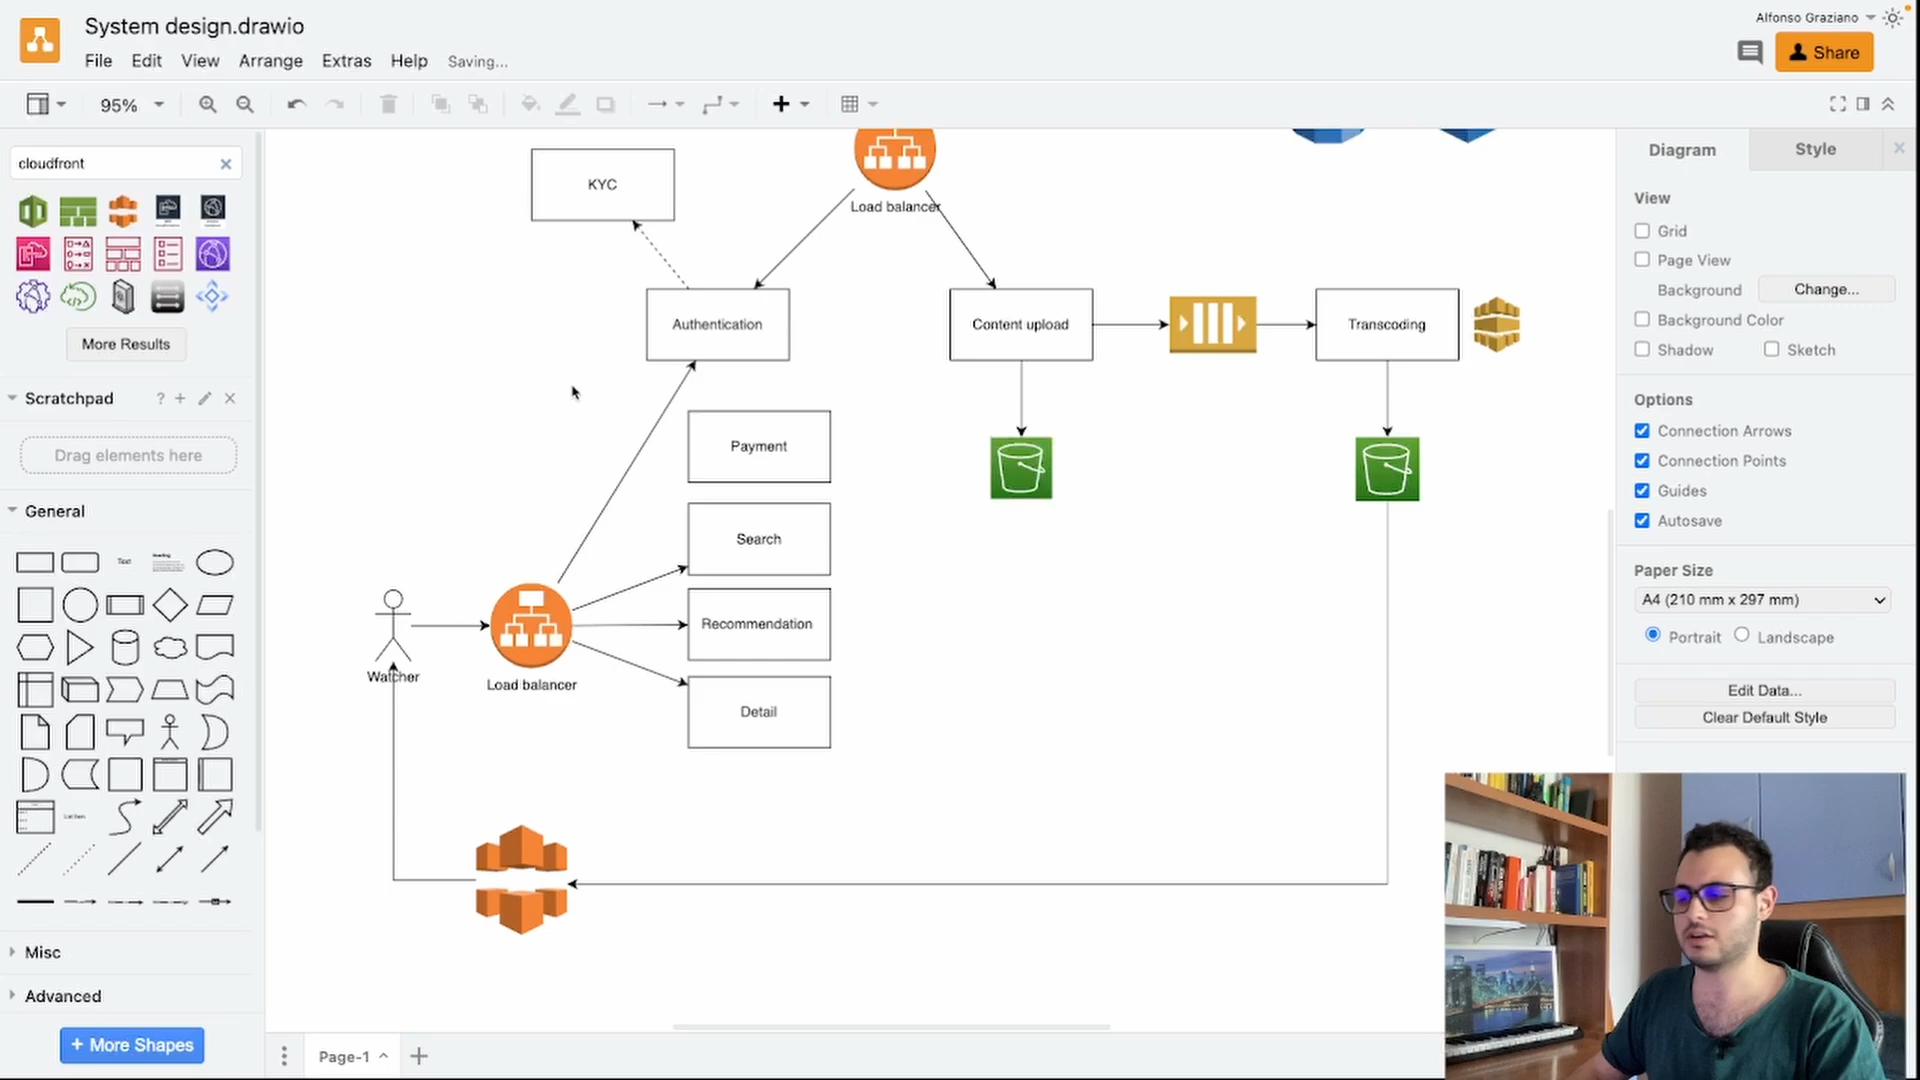 System design.drawio
Alfonso Graziano
File Edit View Arrange Extras Help Saving...
Share
95%
cloudfront
More Results
Scratchpad
Drag elements here
General
Text
Heading
List Item
Misc
Advanced
+ More Shapes
KYC
Load balancer
Authentication
Content upload
Transcoding
Payment
Search
Recommendation
Detail
Watcher
Load balancer
Page-1
Diagram Style
View
Grid
Page View
Background Change...
Background Color
Shadow Sketch
Options
Connection Arrows
Connection Points
Guides
Autosave
Paper Size
A4 (210 mm x 297 mm)
Portrait Landscape
Edit Data...
Clear Default Style